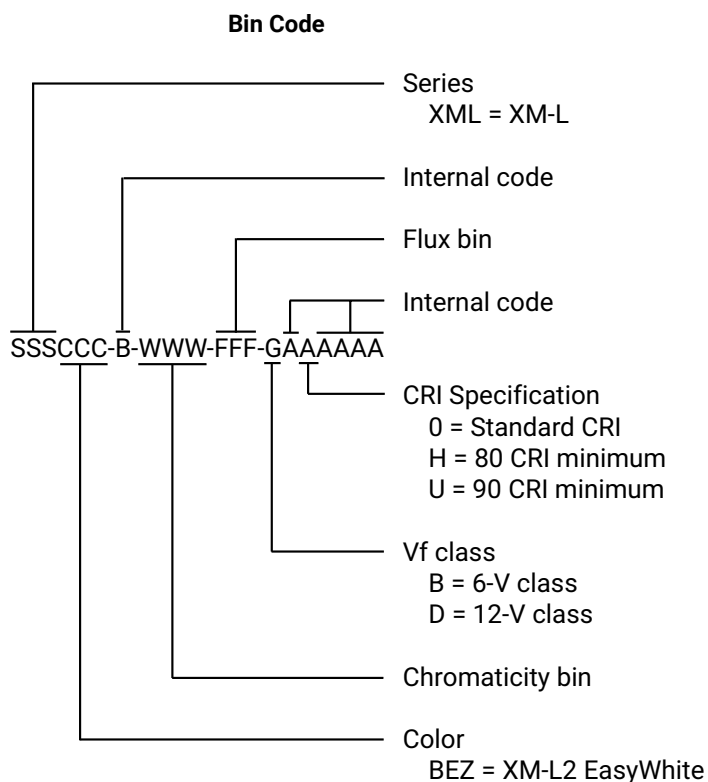 Bin Code
Series
XML = XM-L
Internal code
Flux bin
Internal code
SSSCCC-B-WWW-FFF-GAAAAAA
CRI Specification
0 = Standard CRI
H = 80 CRI minimum
U = 90 CRI minimum
Vf class
B = 6-V class
D = 12-V class
Chromaticity bin
Color
BEZ = XM-L2 EasyWhite